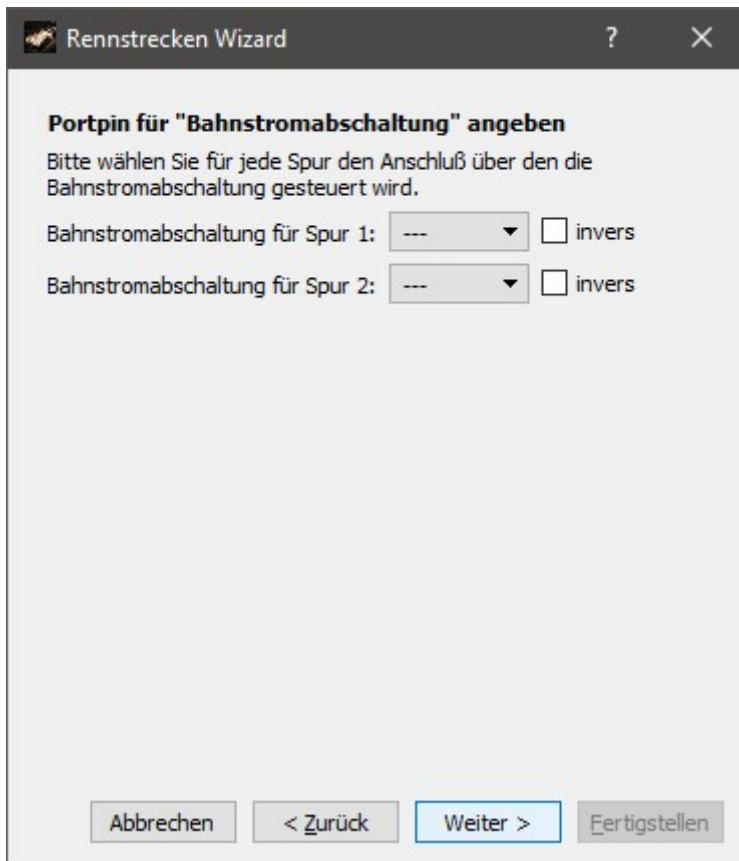 Rennstrecken Wizard ? ×
Portpin für "Bahnstromabschaltung" angeben
Bitte wählen Sie für jede Spur den Anschluß über den die
Bahnstromabschaltung gesteuert wird.
Bahnstromabschaltung für Spur 1: --- invers
Bahnstromabschaltung für Spur 2: --- invers
Abbrechen < Zurück Weiter > Fertigstellen